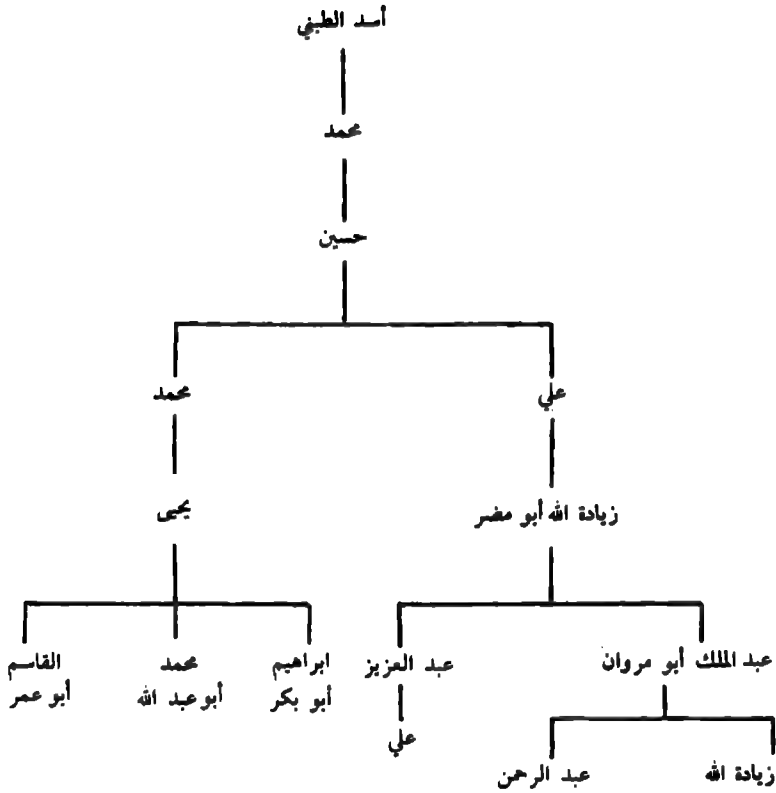 أسد الطبني
محمد
حسين
علي
محمد
زيادة الله أبو مضر
يحيى
عبد الملك أبو مروان
عبد العزيز
ابراهيم
أبو بكر
محمد
أبو عبد الله
القاسم
أبو عمر
علي
زيادة الله
عبد الرحمن